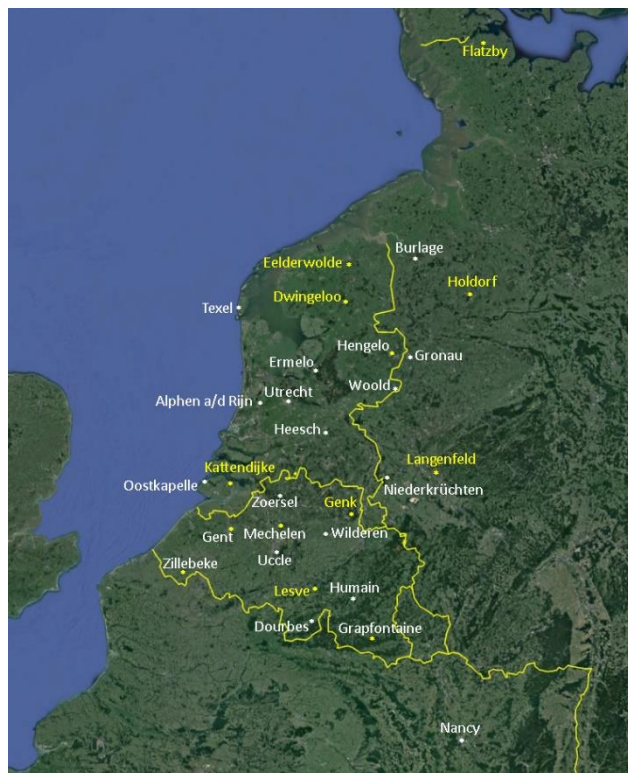 Flatzby
Burlage
Eelderwolde
Holdorf
Dwingeloo
Texel
Hengelo
Gronau
Ermelo
Woold
Utrecht
Alphen a/d Rijn
Heesch
Langenfeld
Kattendijke
Oostkapelle
Niederkrüchten
Zoersel
Genk
Gent
Mechelen
Wilderen
Uccle
Zillebeke
Lesve
Humain
Dourbes
Grapfontaine
Nancy